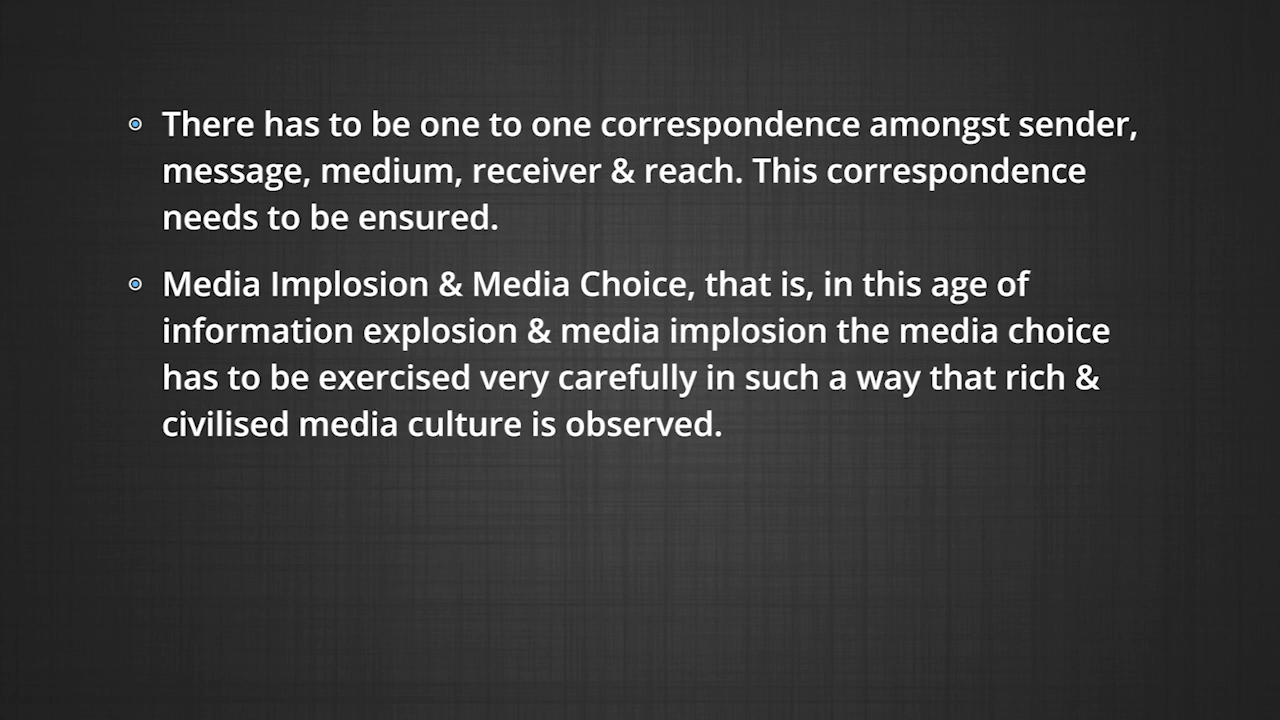 There has to be one to one correspondence amongst sender,
message, medium, receiver & reach. This correspondence
needs to be ensured.
Media Implosion & Media Choice, that is, in this age of
information explosion & media implosion the media choice
has to be exercised very carefully in such a way that rich &
civilised media culture is observed.